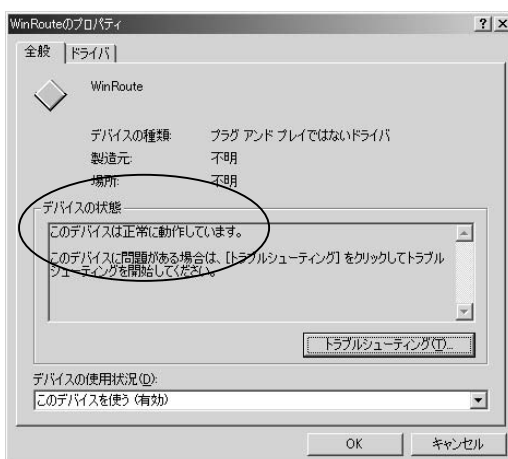 WinRouteのプロパティ
全般
ドライバ
WinRoute
デバイスの種類: プラグ アンド プレイではないドライバ
製造元: 不明
場所: 不明
デバイスの状態
このデバイスは正常に動作しています。
このデバイスに問題がある場合は、[トラブルシューティング] をクリックしてトラブル
シューティングを開始してください。
トラブルシューティング(T)...
デバイスの使用状況(D):
このデバイスを使う (有効)
OK
キャンセル